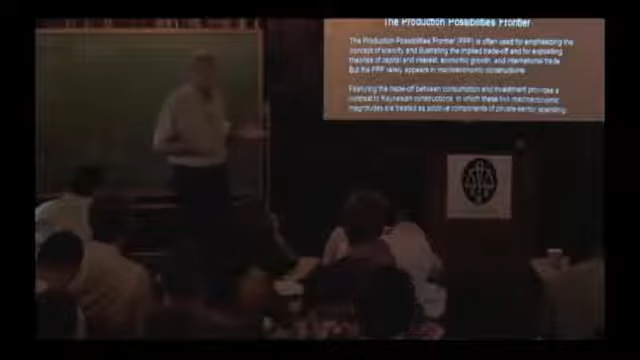 The Production Possibilities Frontier
The Production Possibilities Frontier (PPF) is often used for emphasizing the
concept of scarcity and illustrating the implied trade-off and for expositing
theories of capital and interest, economic growth, and international trade.
But the PPF rarely appears in macroeconomic constructions.
Featuring the trade-off between consumption and investment provides a
contrast to Keynesian constructions, in which these two macroeconomic
magnitudes are treated as additive components of private-sector spending.